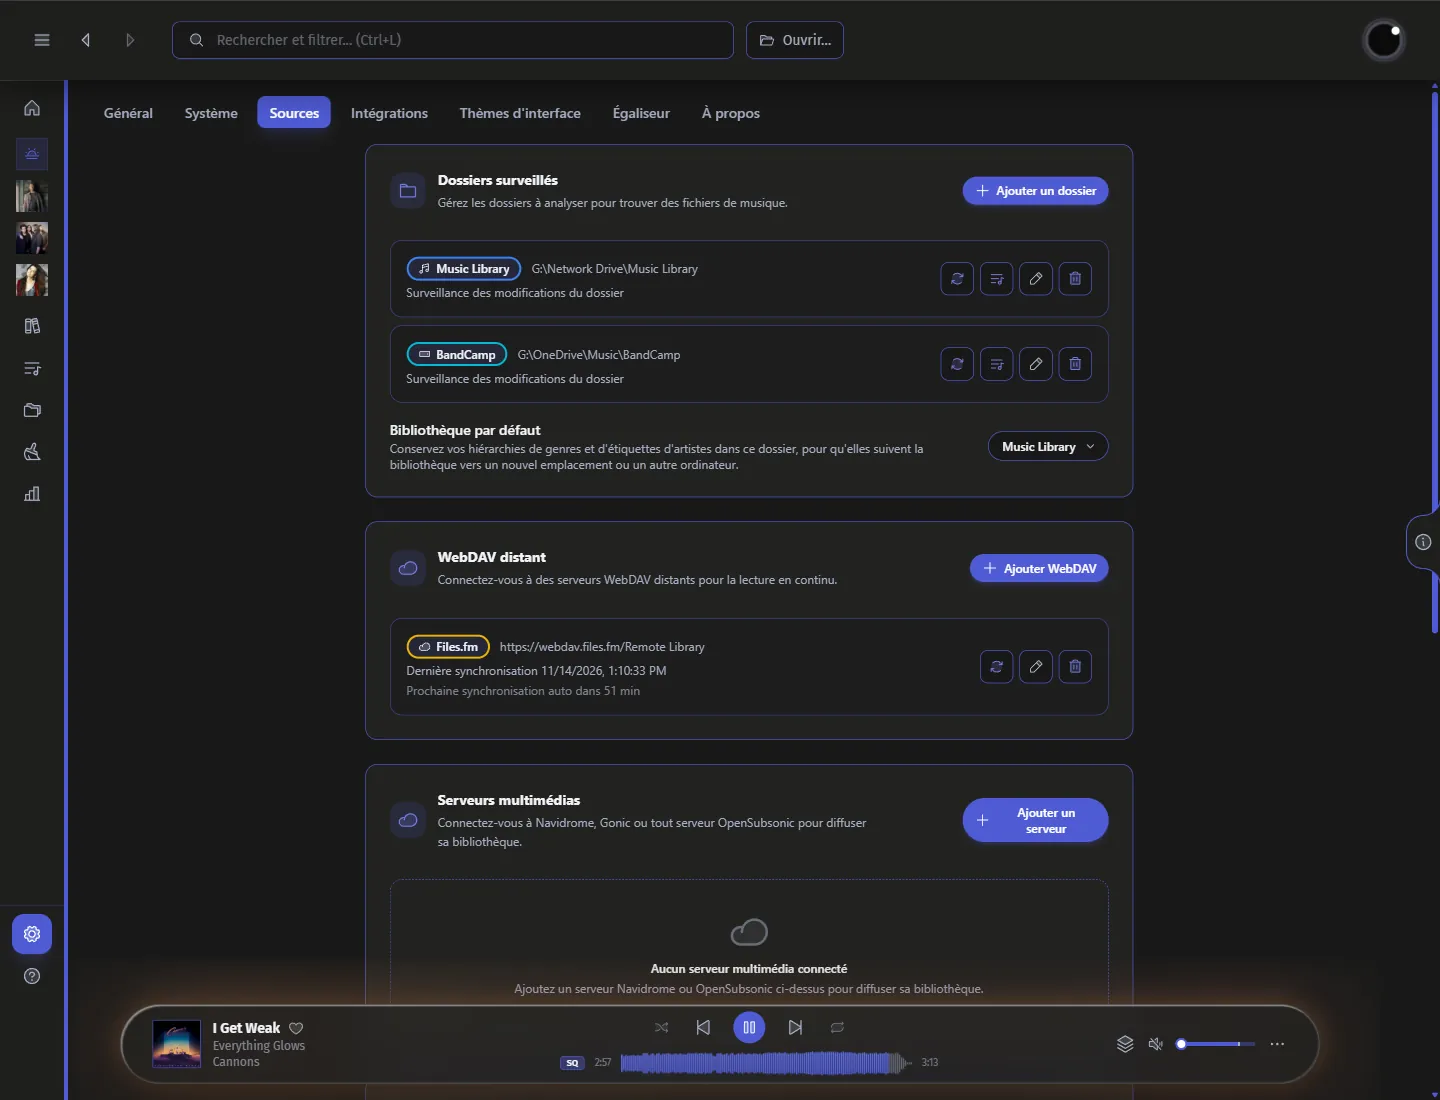 Rechercher et filtrer... (Ctrl+L)
Ouvrir...
Général
Système
Sources
Intégrations
Thèmes d'interface
Égaliseur
À propos
Dossiers surveillés
Gérez les dossiers à analyser pour trouver des fichiers de musique.
Ajouter un dossier
Music Library
G:\Network Drive\Music Library
Surveillance des modifications du dossier
BandCamp
G:\OneDrive\Music\BandCamp
Surveillance des modifications du dossier
Bibliothèque par défaut
Conservez vos hiérarchies de genres et d'étiquettes d'artistes dans ce dossier, pour qu'elles suivent la
bibliothèque vers un nouvel emplacement ou un autre ordinateur.
Music Library
WebDAV distant
Connectez-vous à des serveurs WebDAV distants pour la lecture en continu.
Ajouter WebDAV
Files.fm
https://webdav.files.fm/Remote Library
Dernière synchronisation 11/14/2026, 1:10:33 PM
Prochaine synchronisation auto dans 51 min
Serveurs multimédias
Connectez-vous à Navidrome, Gonic ou tout serveur OpenSubsonic pour diffuser
sa bibliothèque.
Ajouter un
serveur
Aucun serveur multimédia connecté
Ajoutez un serveur Navidrome ou OpenSubsonic ci-dessus pour diffuser sa bibliothèque.
I Get Weak
Everything Glows
Cannons
SQ
2:57
3:13